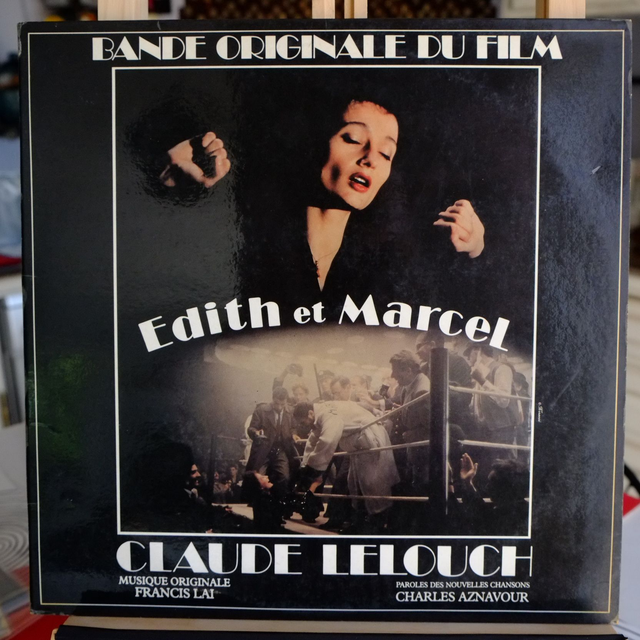 BANDE ORIGINALE DU FILM
Edith et Marcel
CLAUDE LELOUCH
MUSIQUE ORIGINALE
FRANCIS LAI
PAROLES DES NOUVELLES CHANSONS
CHARLES AZNAVOUR